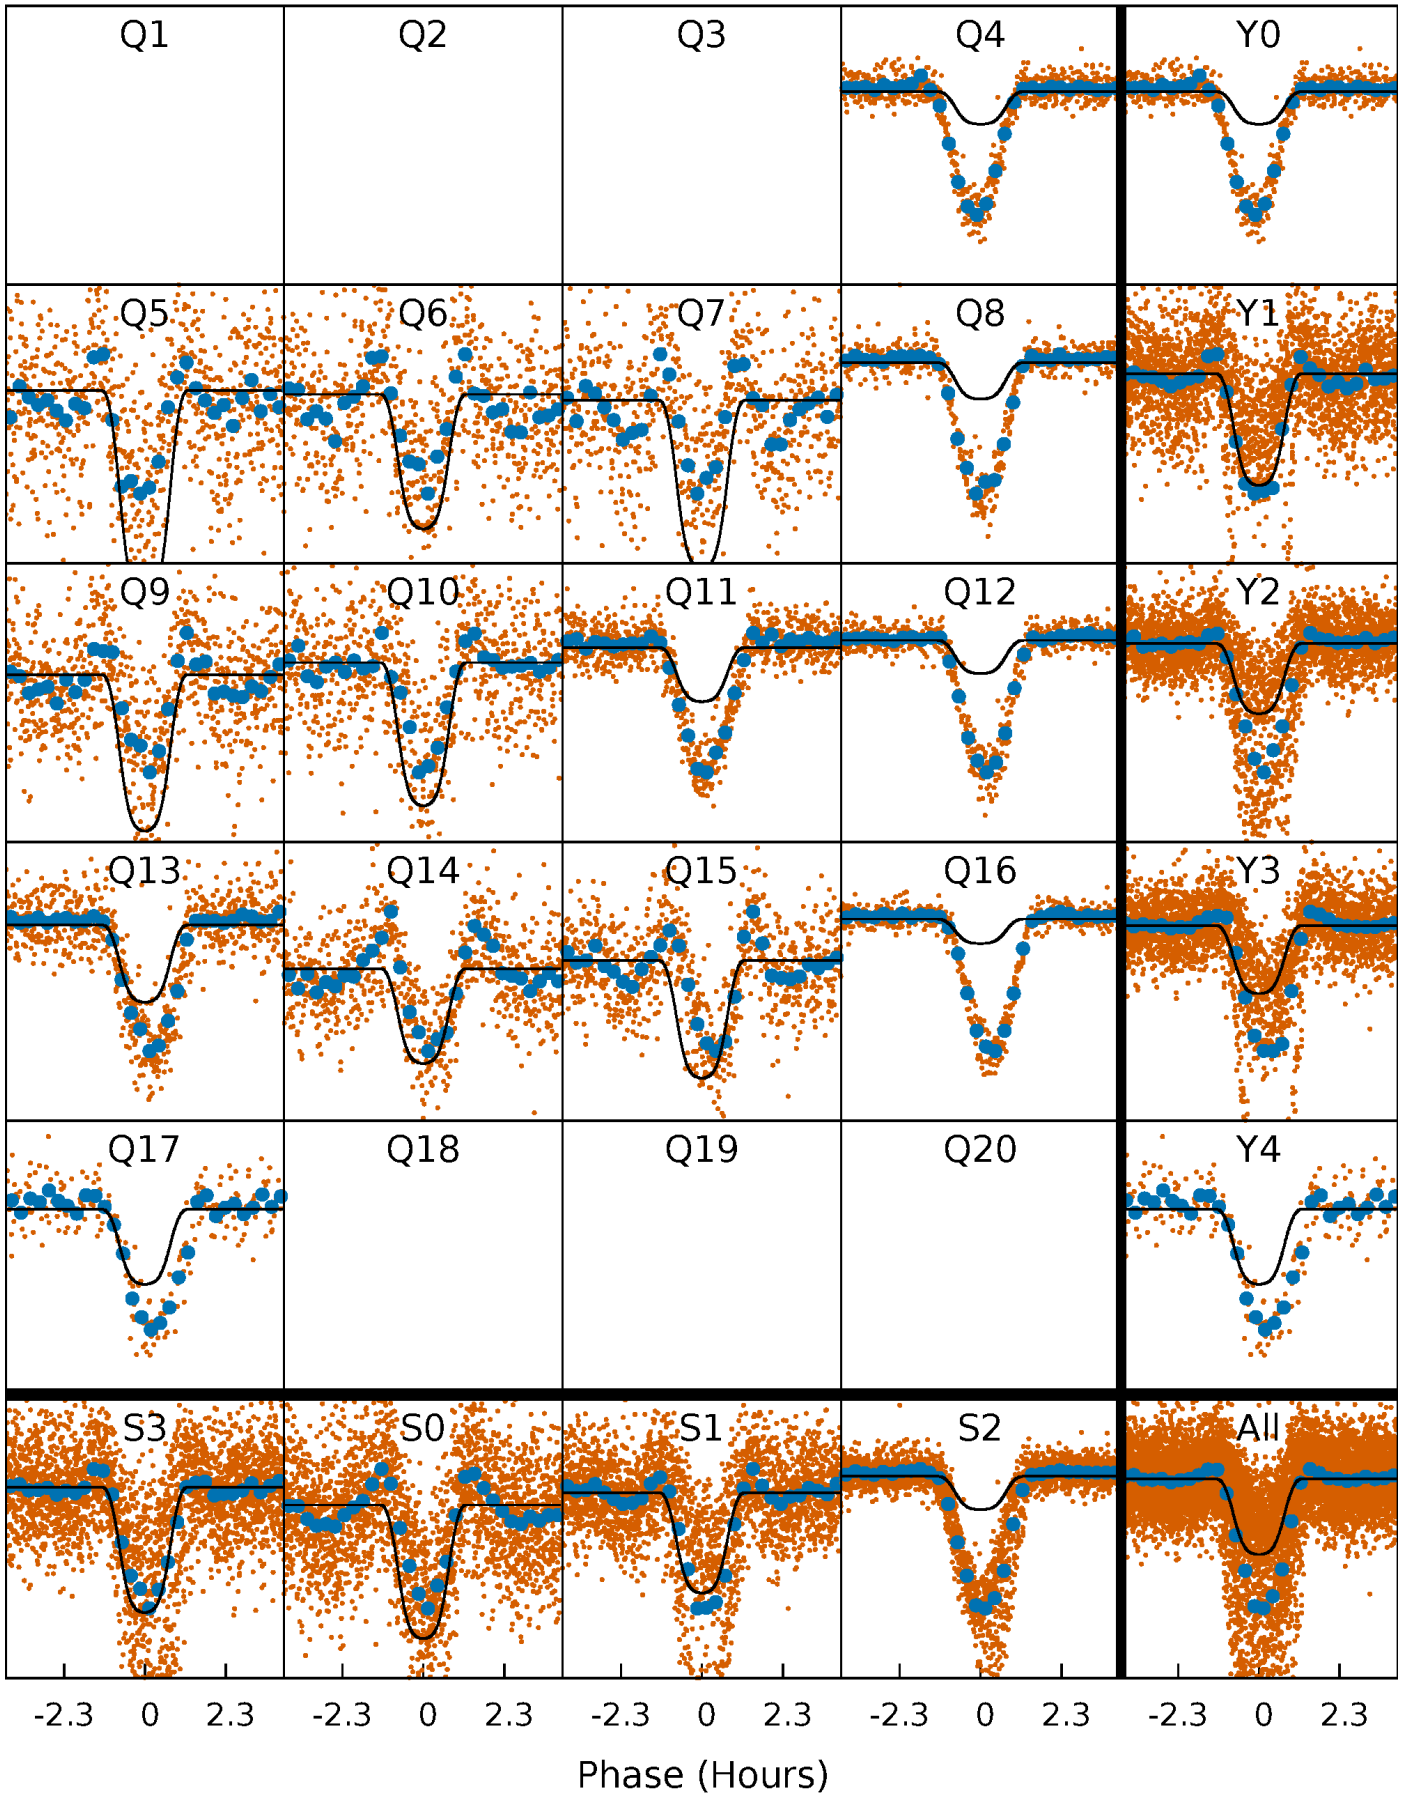 Q1 Q2 Q3 Q4 Y0
Q5 Q6 Q7 Q8 Y1
Q9 Q10 Q11 Q12 Y2
Q13 Q14 Q15 Q16 Y3
Q17 Q18 Q19 Q20 Y4
S3 S0 S1 S2 All
-2.3 0 2.3 -2.3 0 2.3 -2.3 0 2.3 -2.3 0 2.3 -2.3 0 2.3
Phase (Hours)